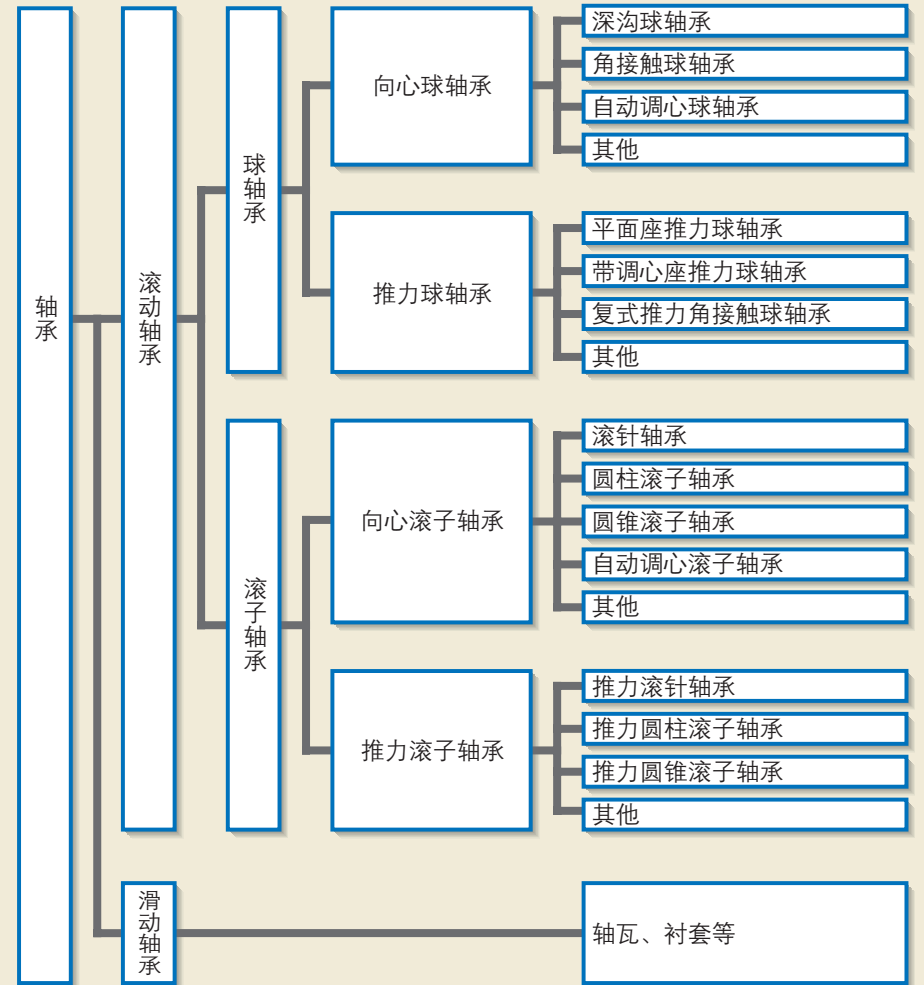 轴承
滚动轴承
球轴承
向心球轴承
深沟球轴承
角接触球轴承
自动调心球轴承
其他
推力球轴承
平面座推力球轴承
带调心座推力球轴承
复式推力角接触球轴承
其他
滚子轴承
向心滚子轴承
滚针轴承
圆柱滚子轴承
圆锥滚子轴承
自动调心滚子轴承
其他
推力滚子轴承
推力滚针轴承
推力圆柱滚子轴承
推力圆锥滚子轴承
其他
滑动轴承
轴瓦、衬套等